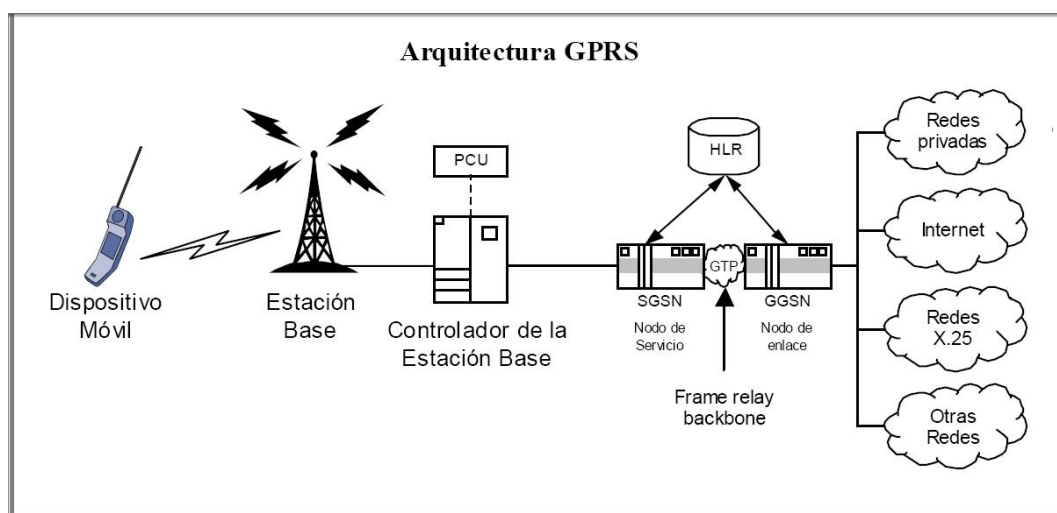 Arquitectura GPRS
PCU
HLR
Redes
privadas
Internet
GTP
SGSN
GGSN
Dispositivo
Móvil
Estación
Base
Controlador de la
Estación Base
Nodo de
Servicio
Nodo de
enlace
Redes
X.25
Frame relay
backbone
Otras
Redes